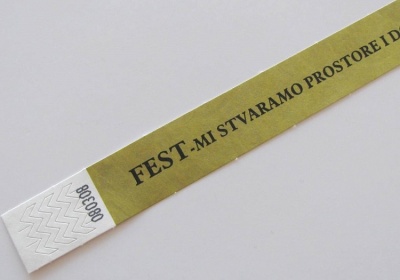 FEST-MI STVARAMO PROSTORE I
080308